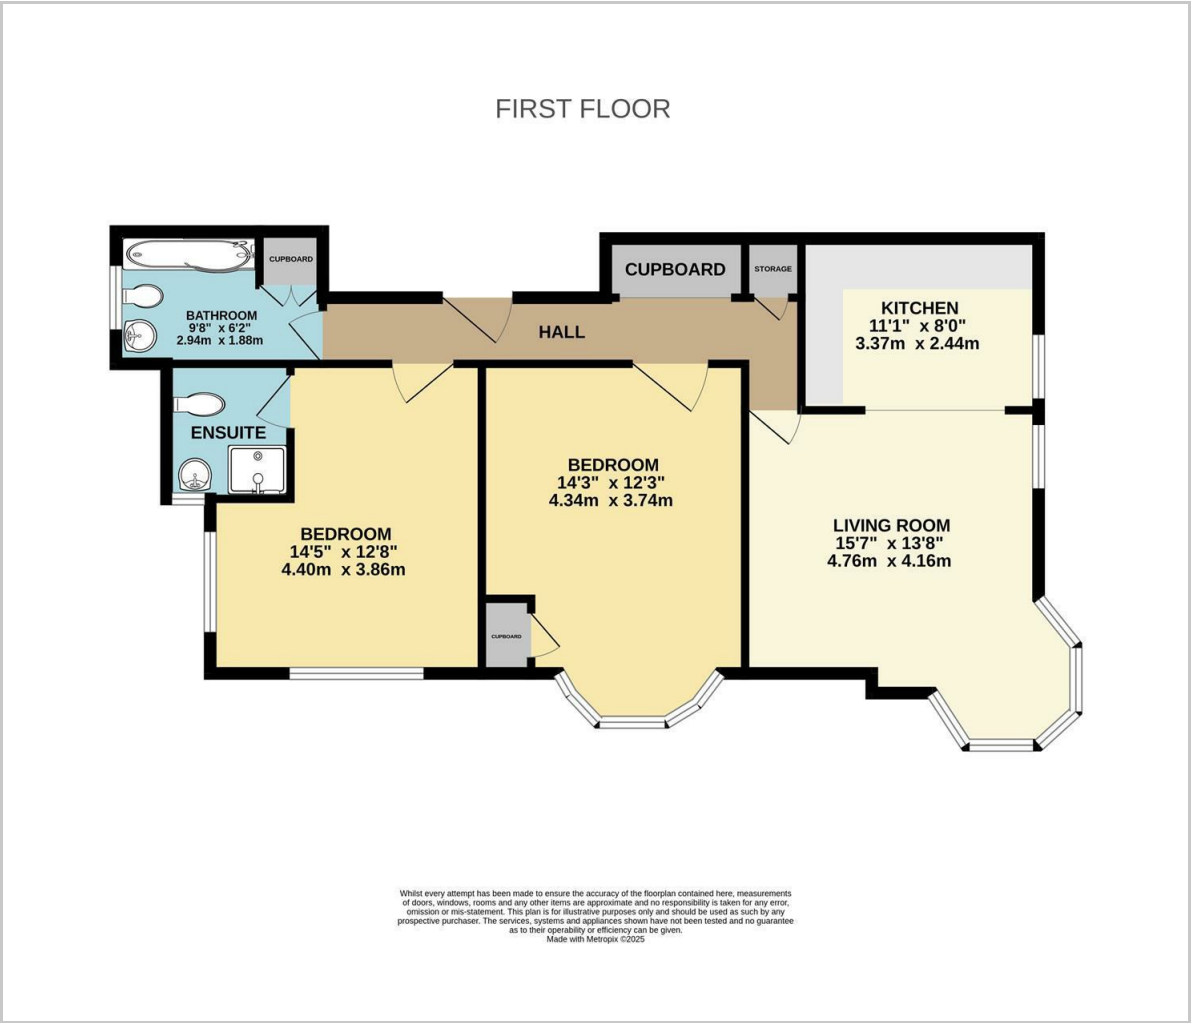 FIRST FLOOR
CUPBOARD
BATHROOM
9'8" x 6'2"
2.94m x 1.88m
HALL
CUPBOARD
STORAGE
KITCHEN
11'1" x 8'0"
3.37m x 2.44m
ENSUITE
BEDROOM
14'5" x 12'8"
4.40m x 3.86m
BEDROOM
14'3" x 12'3"
4.34m x 3.74m
CUPBOARD
LIVING ROOM
15'7" x 13'8"
4.76m x 4.16m
Whilst every attempt has been made to ensure the accuracy of the floorplan contained here, measurements
of doors, windows, rooms and any other items are approximate and no responsibility is taken for any error,
omission or mis-statement. This plan is for illustrative purposes only and should be used as such by any
prospective purchaser. The services, systems and appliances shown have not been tested and no guarantee
as to their operability or efficiency can be given.
Made with Metropix ©2025